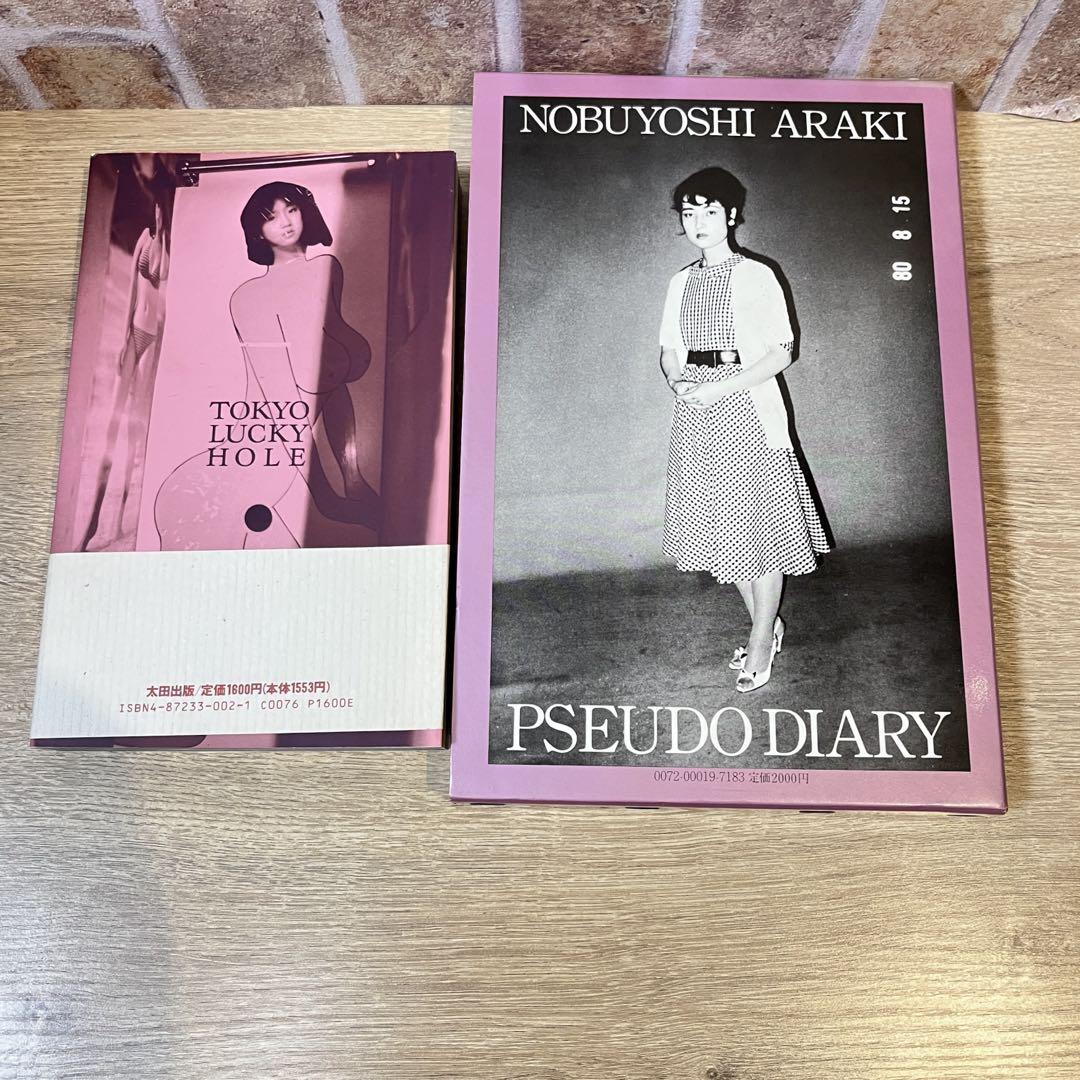 TOKYO
LUCKY
HOLE
太田出版/定価1600円(本体1553円)
ISBN4-87233-002-1 C0076 P1600E
NOBUYOSHI ARAKI
80 8 15
PSEUDO DIARY
0072-00019-7183 定価2000円